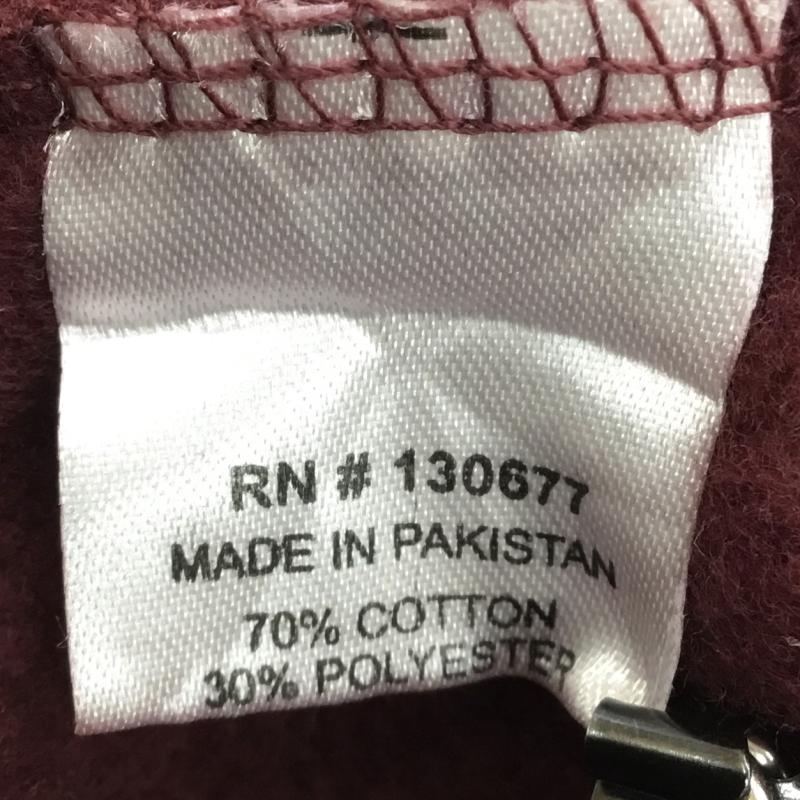 RN # 130677
MADE IN PAKISTAN
70% COTTON
30% POLYESTER